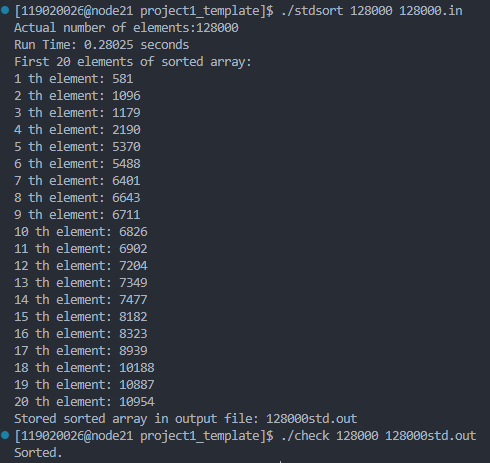 [119020026@node21 project1_template]$ ./stdsort 128000 128000.in
Actual number of elements:128000
Run Time: 0.28025 seconds
First 20 elements of sorted array:
1 th element: 581
2 th element: 1096
3 th element: 1179
4 th element: 2190
5 th element: 5370
6 th element: 5488
7 th element: 6401
8 th element: 6643
9 th element: 6711
10 th element: 6826
11 th element: 6902
12 th element: 7204
13 th element: 7349
14 th element: 7477
15 th element: 8182
16 th element: 8323
17 th element: 8939
18 th element: 10188
19 th element: 10887
20 th element: 10954
Stored sorted array in output file: 128000std.out
[119020026@node21 project1_template]$ ./check 128000 128000std.out
Sorted.